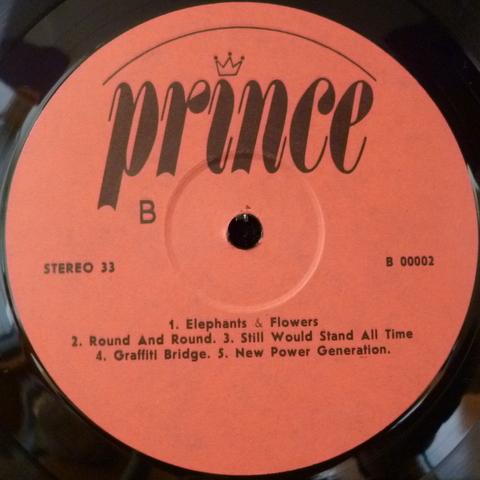 prince
B
STEREO 33
B 00002
1. Elephants & Flowers
2. Round And Round. 3. Still Would Stand All Time
4. Graffiti Bridge. 5. New Power Generation.